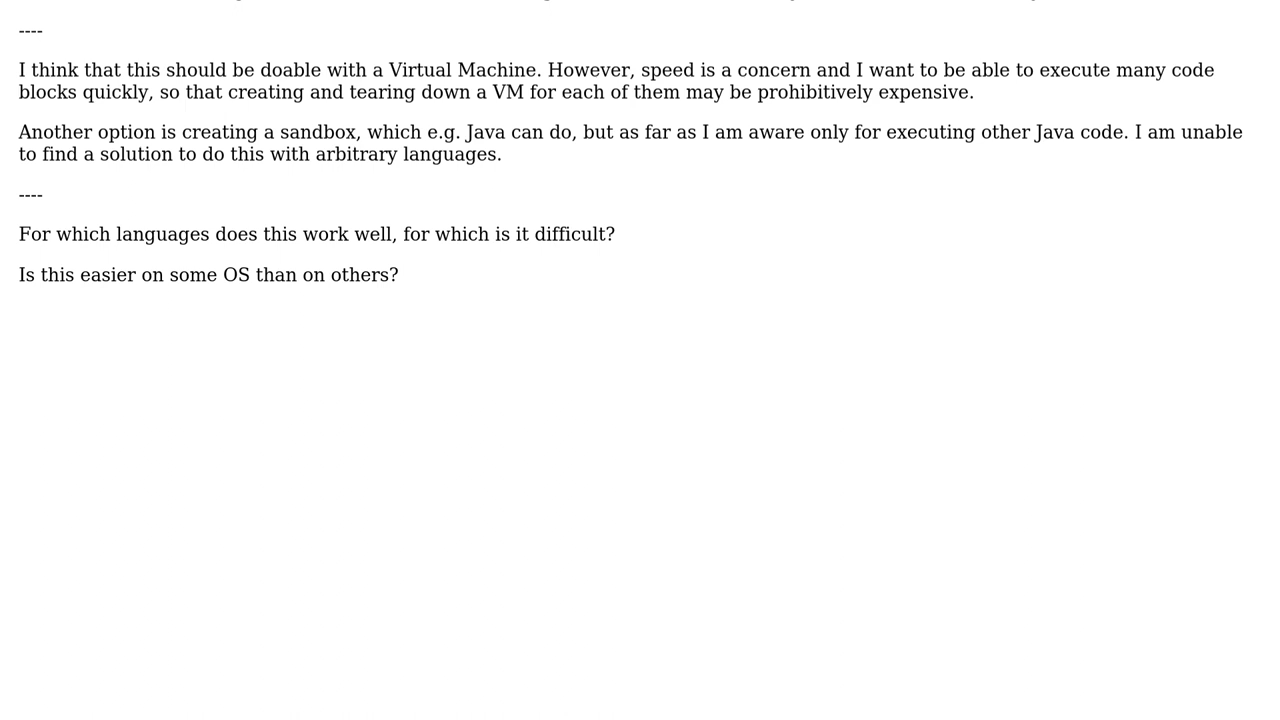 ----
I think that this should be doable with a Virtual Machine. However, speed is a concern and I want to be able to execute many code
blocks quickly, so that creating and tearing down a VM for each of them may be prohibitively expensive.
Another option is creating a sandbox, which e.g. Java can do, but as far as I am aware only for executing other Java code. I am unable
to find a solution to do this with arbitrary languages.
----
For which languages does this work well, for which is it difficult?
Is this easier on some OS than on others?